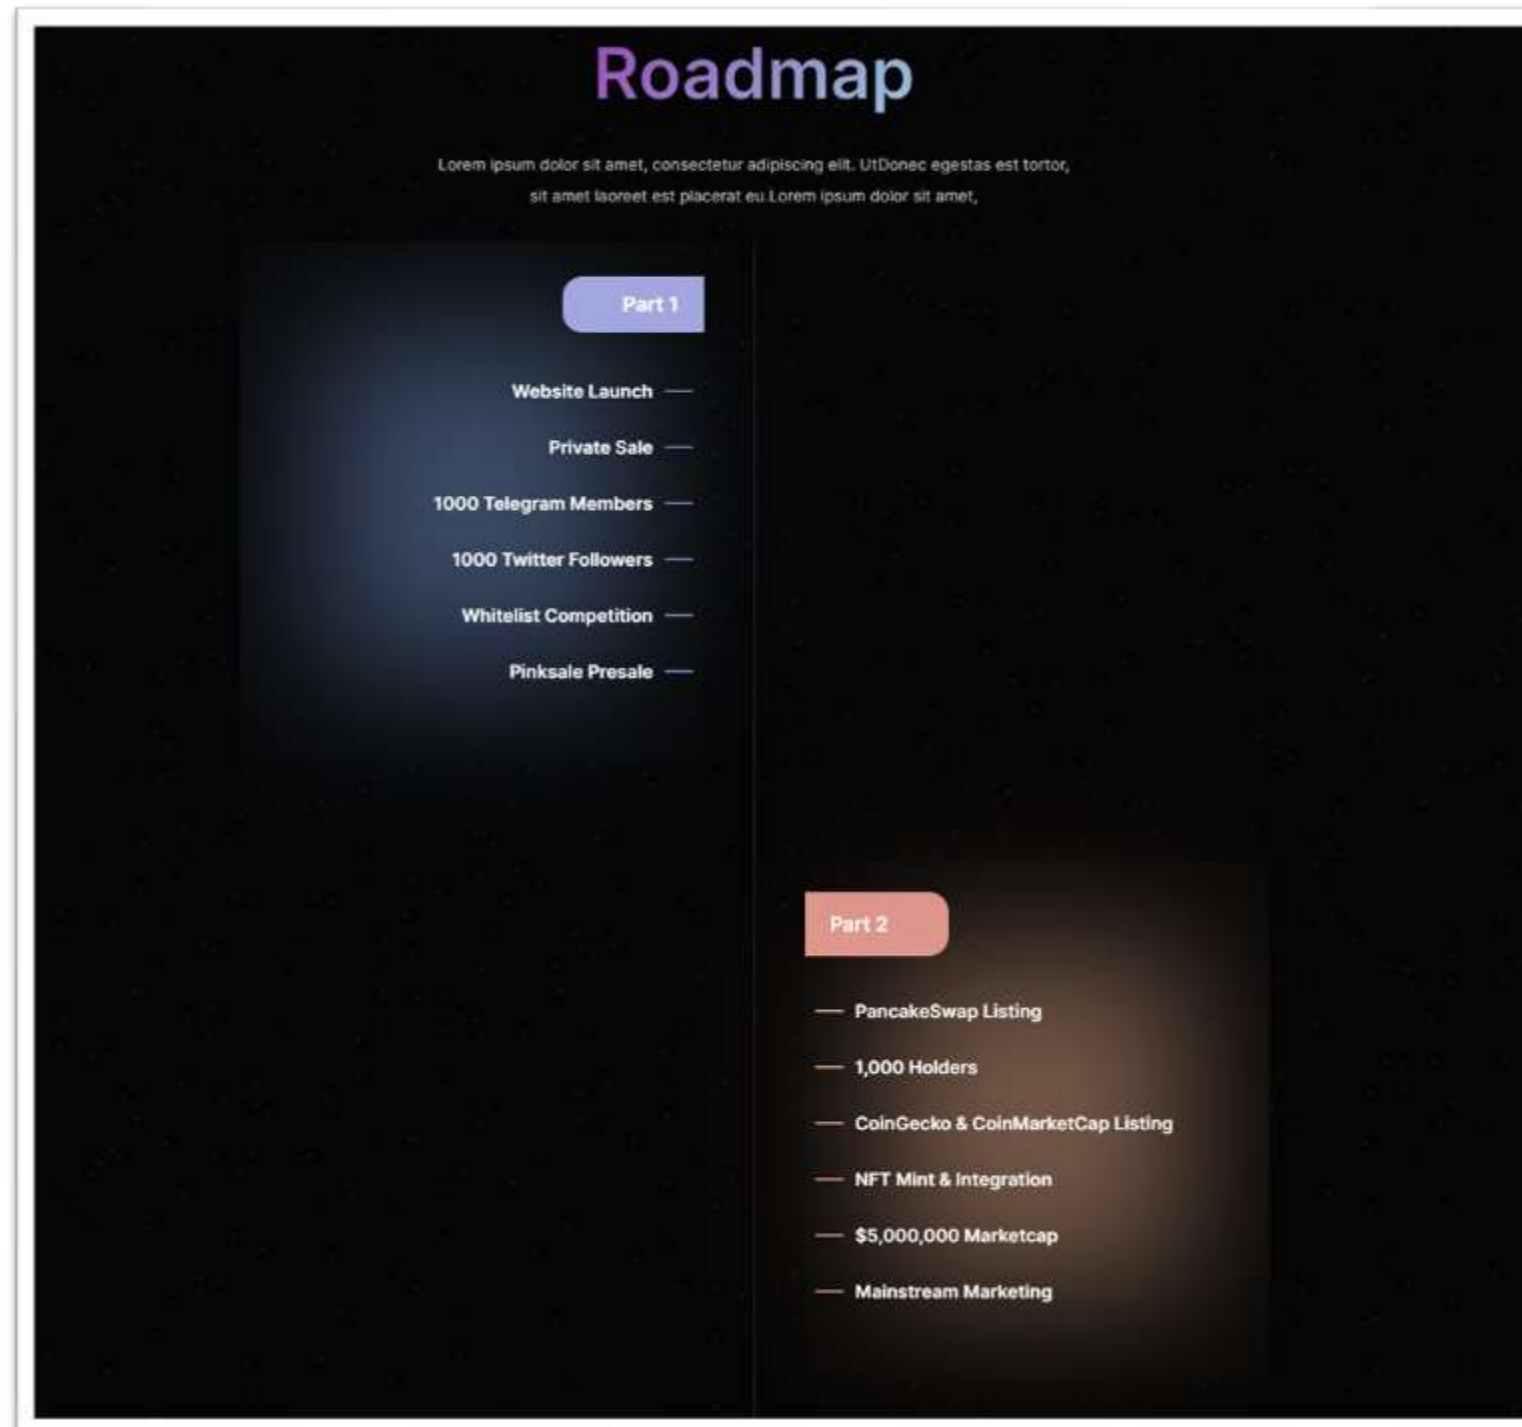 Roadmap
Lorem ipsum dolor sit amet, consectetur adipiscing elit. UtDonec egestas est tortor,
sit amet laoreet est placerat eu.Lorem ipsum dolor sit amet,
Part 1
Website Launch
Private Sale
1000 Telegram Members
1000 Twitter Followers
Whitelist Competition
Pinksale Presale
Part 2
PancakeSwap Listing
1,000 Holders
CoinGecko & CoinMarketCap Listing
NFT Mint & Integration
$5,000,000 Marketcap
Mainstream Marketing